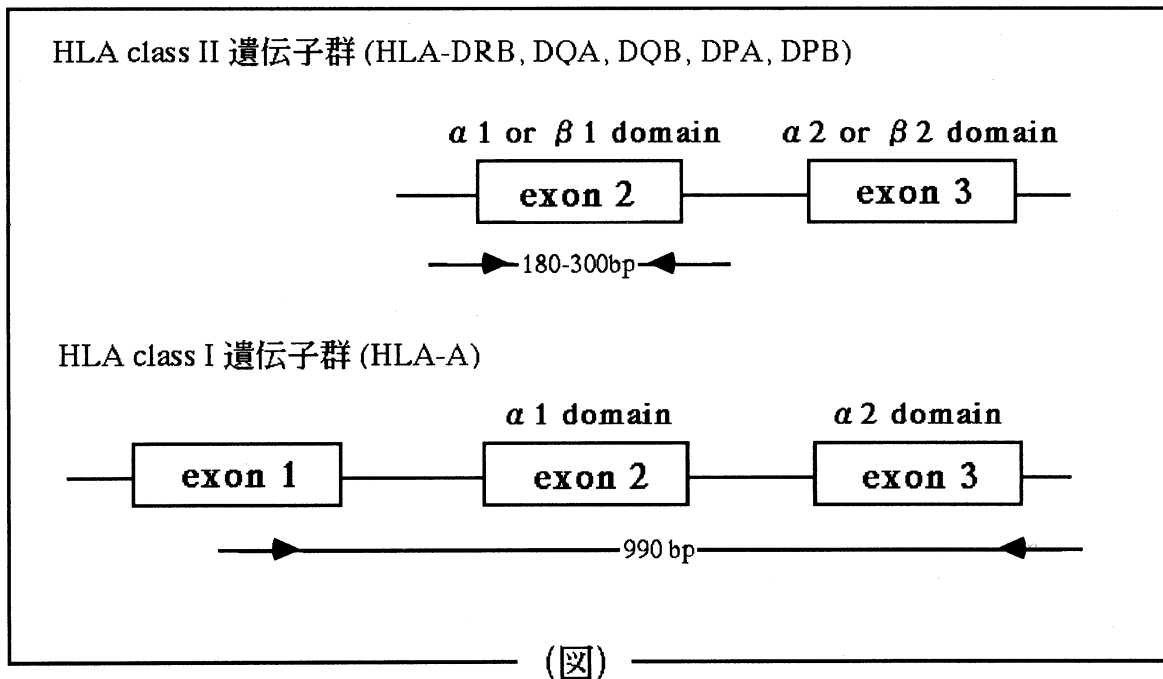 HLA class II 遺伝子群 (HLA-DRB, DQA, DQB, DPA, DPB)
α 1 or β 1 domain α 2 or β 2 domain
exon 2 exon 3
180-300bp
HLA class I 遺伝子群 (HLA-A)
α 1 domain α 2 domain
exon 1 exon 2 exon 3
990 bp
(図)